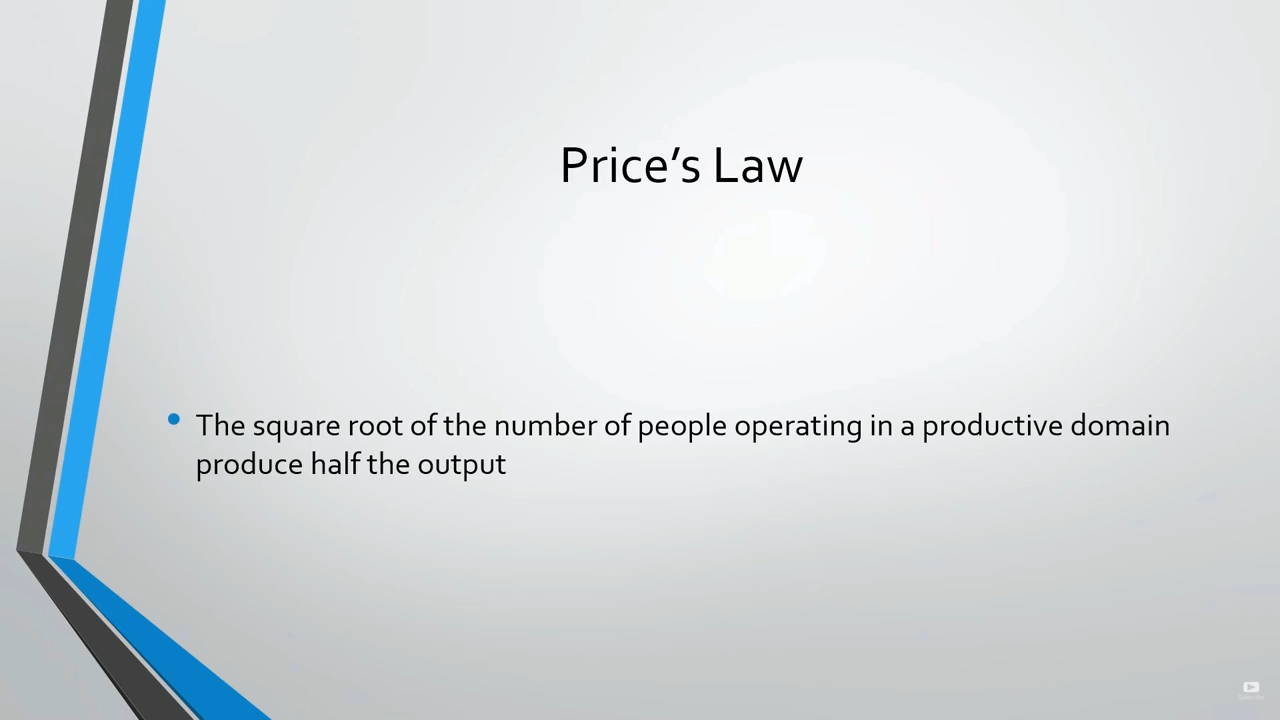 Price’s Law
• The square root of the number of people operating in a productive domain
produce half the output